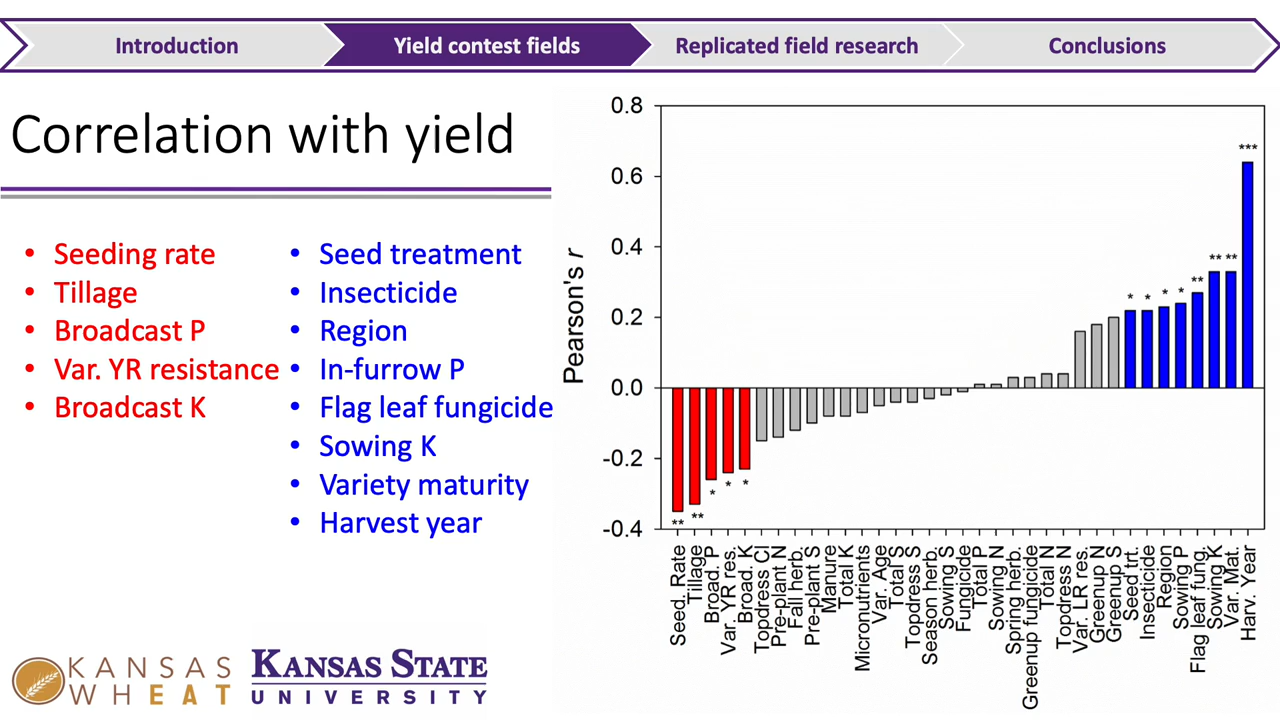 Introduction
Yield contest fields
Replicated field research
Conclusions
Correlation with yield
• Seeding rate
• Tillage
• Broadcast P
• Var. YR resistance
• Broadcast K
• Seed treatment
• Insecticide
• Region
• In-furrow P
• Flag leaf fungicide
• Sowing K
• Variety maturity
• Harvest year
Pearson's r
0.8
0.6
0.4
0.2
0.0
-0.2
-0.4
**
**
*
*
*
*
*
*
*
**
**
**
***
Seed. Rate
Tillage
Broad. P
Var. YR res.
Broad. K
Topdress Cl
Pre-plant N
Fall herb.
Pre-plant S
Manure
Total K
Micronutrients
Var. Age
Total S
Topdress S
Season herb.
Sowing S
Fungicide
Total P
Sowing N
Spring herb.
Greenup fungicide
Total N
Topdress N
Var. LR res.
Greenup N
Greenup S
Seed trt.
Insecticide
Region
Sowing P
Flag leaf fung.
Sowing K
Var. Mat.
Harv. Year
KANSAS
WHEAT
KANSAS STATE
UNIVERSITY